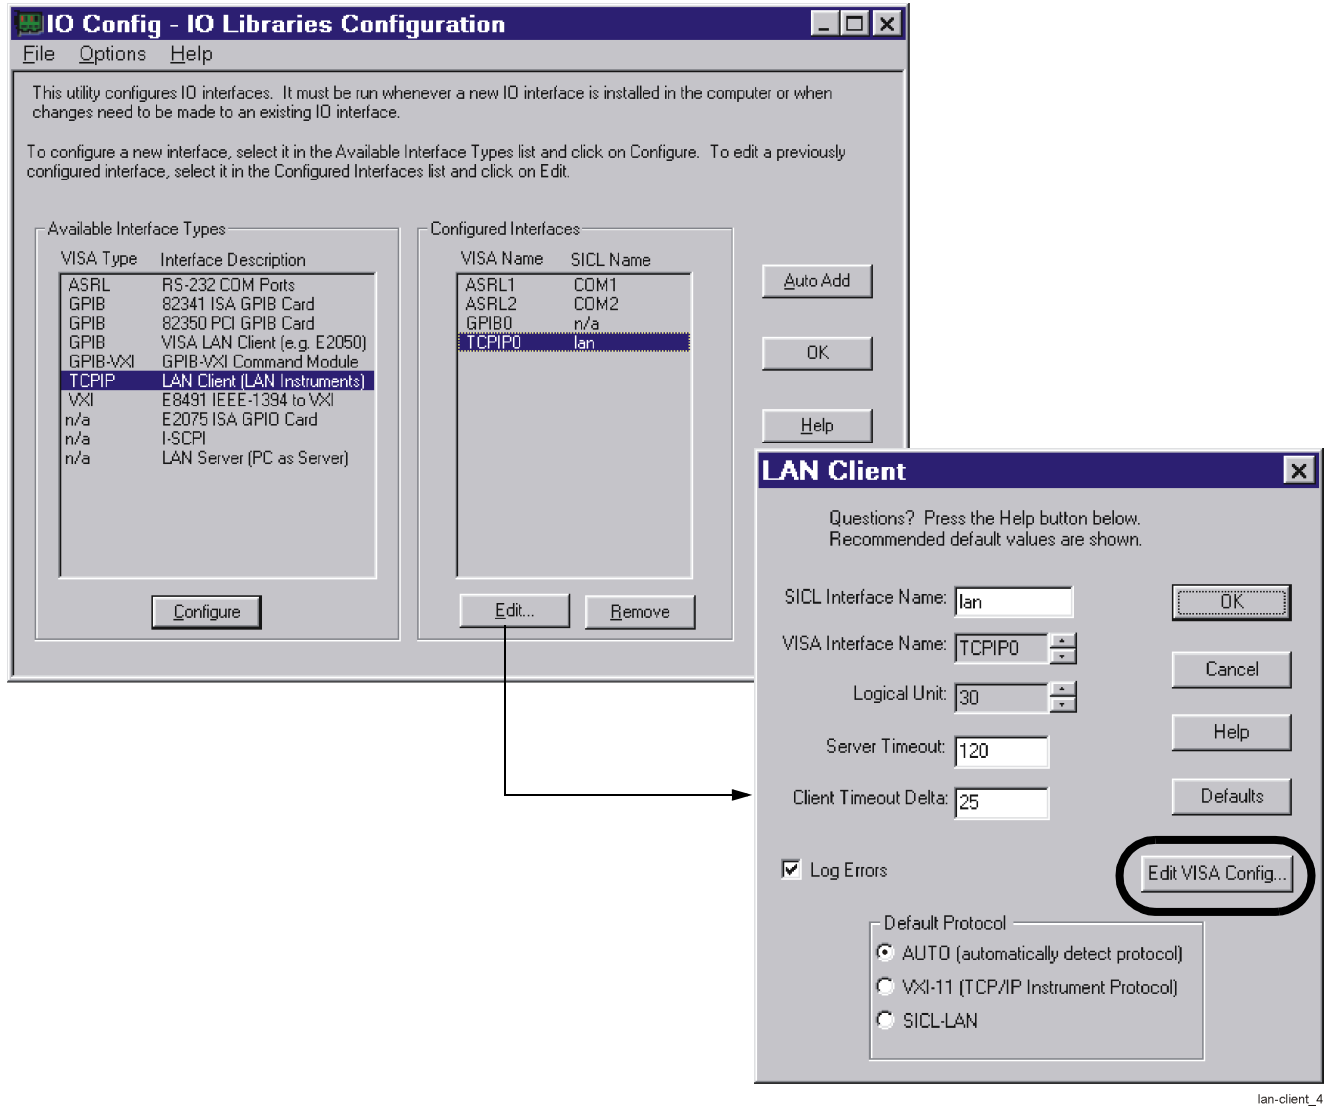 IO Config - IO Libraries Configuration
File Options Help
This utility configures IO interfaces. It must be run whenever a new IO interface is installed in the computer or when
changes need to be made to an existing IO interface.
To configure a new interface, select it in the Available Interface Types list and click on Configure. To edit a previously
configured interface, select it in the Configured Interfaces list and click on Edit.
Available Interface Types
VISA Type Interface Description
ASRL RS-232 COM Ports
GPIB 82341 ISA GPIB Card
GPIB 82350 PCI GPIB Card
GPIB VISA LAN Client (e.g. E2050)
GPIB-VXI GPIB-VXI Command Module
TCPIP LAN Client (LAN Instruments)
VXI E8491 IEEE-1394 to VXI
n/a E2075 ISA GPIO Card
n/a I-SCPI
n/a LAN Server (PC as Server)
Configure
Configured Interfaces
VISA Name SICL Name
ASRL1 COM1
ASRL2 COM2
GPIB0 n/a
TCPIP0 lan
Edit... Remove
Auto Add
OK
Help
LAN Client
Questions? Press the Help button below.
Recommended default values are shown.
SICL Interface Name: lan
VISA Interface Name: TCPIP0
Logical Unit: 30
Server Timeout: 120
Client Timeout Delta: 25
OK
Cancel
Help
Defaults
Log Errors
Edit VISA Config...
Default Protocol
AUTO (automatically detect protocol)
VXI-11 (TCP/IP Instrument Protocol)
SICL-LAN
lan-client_4